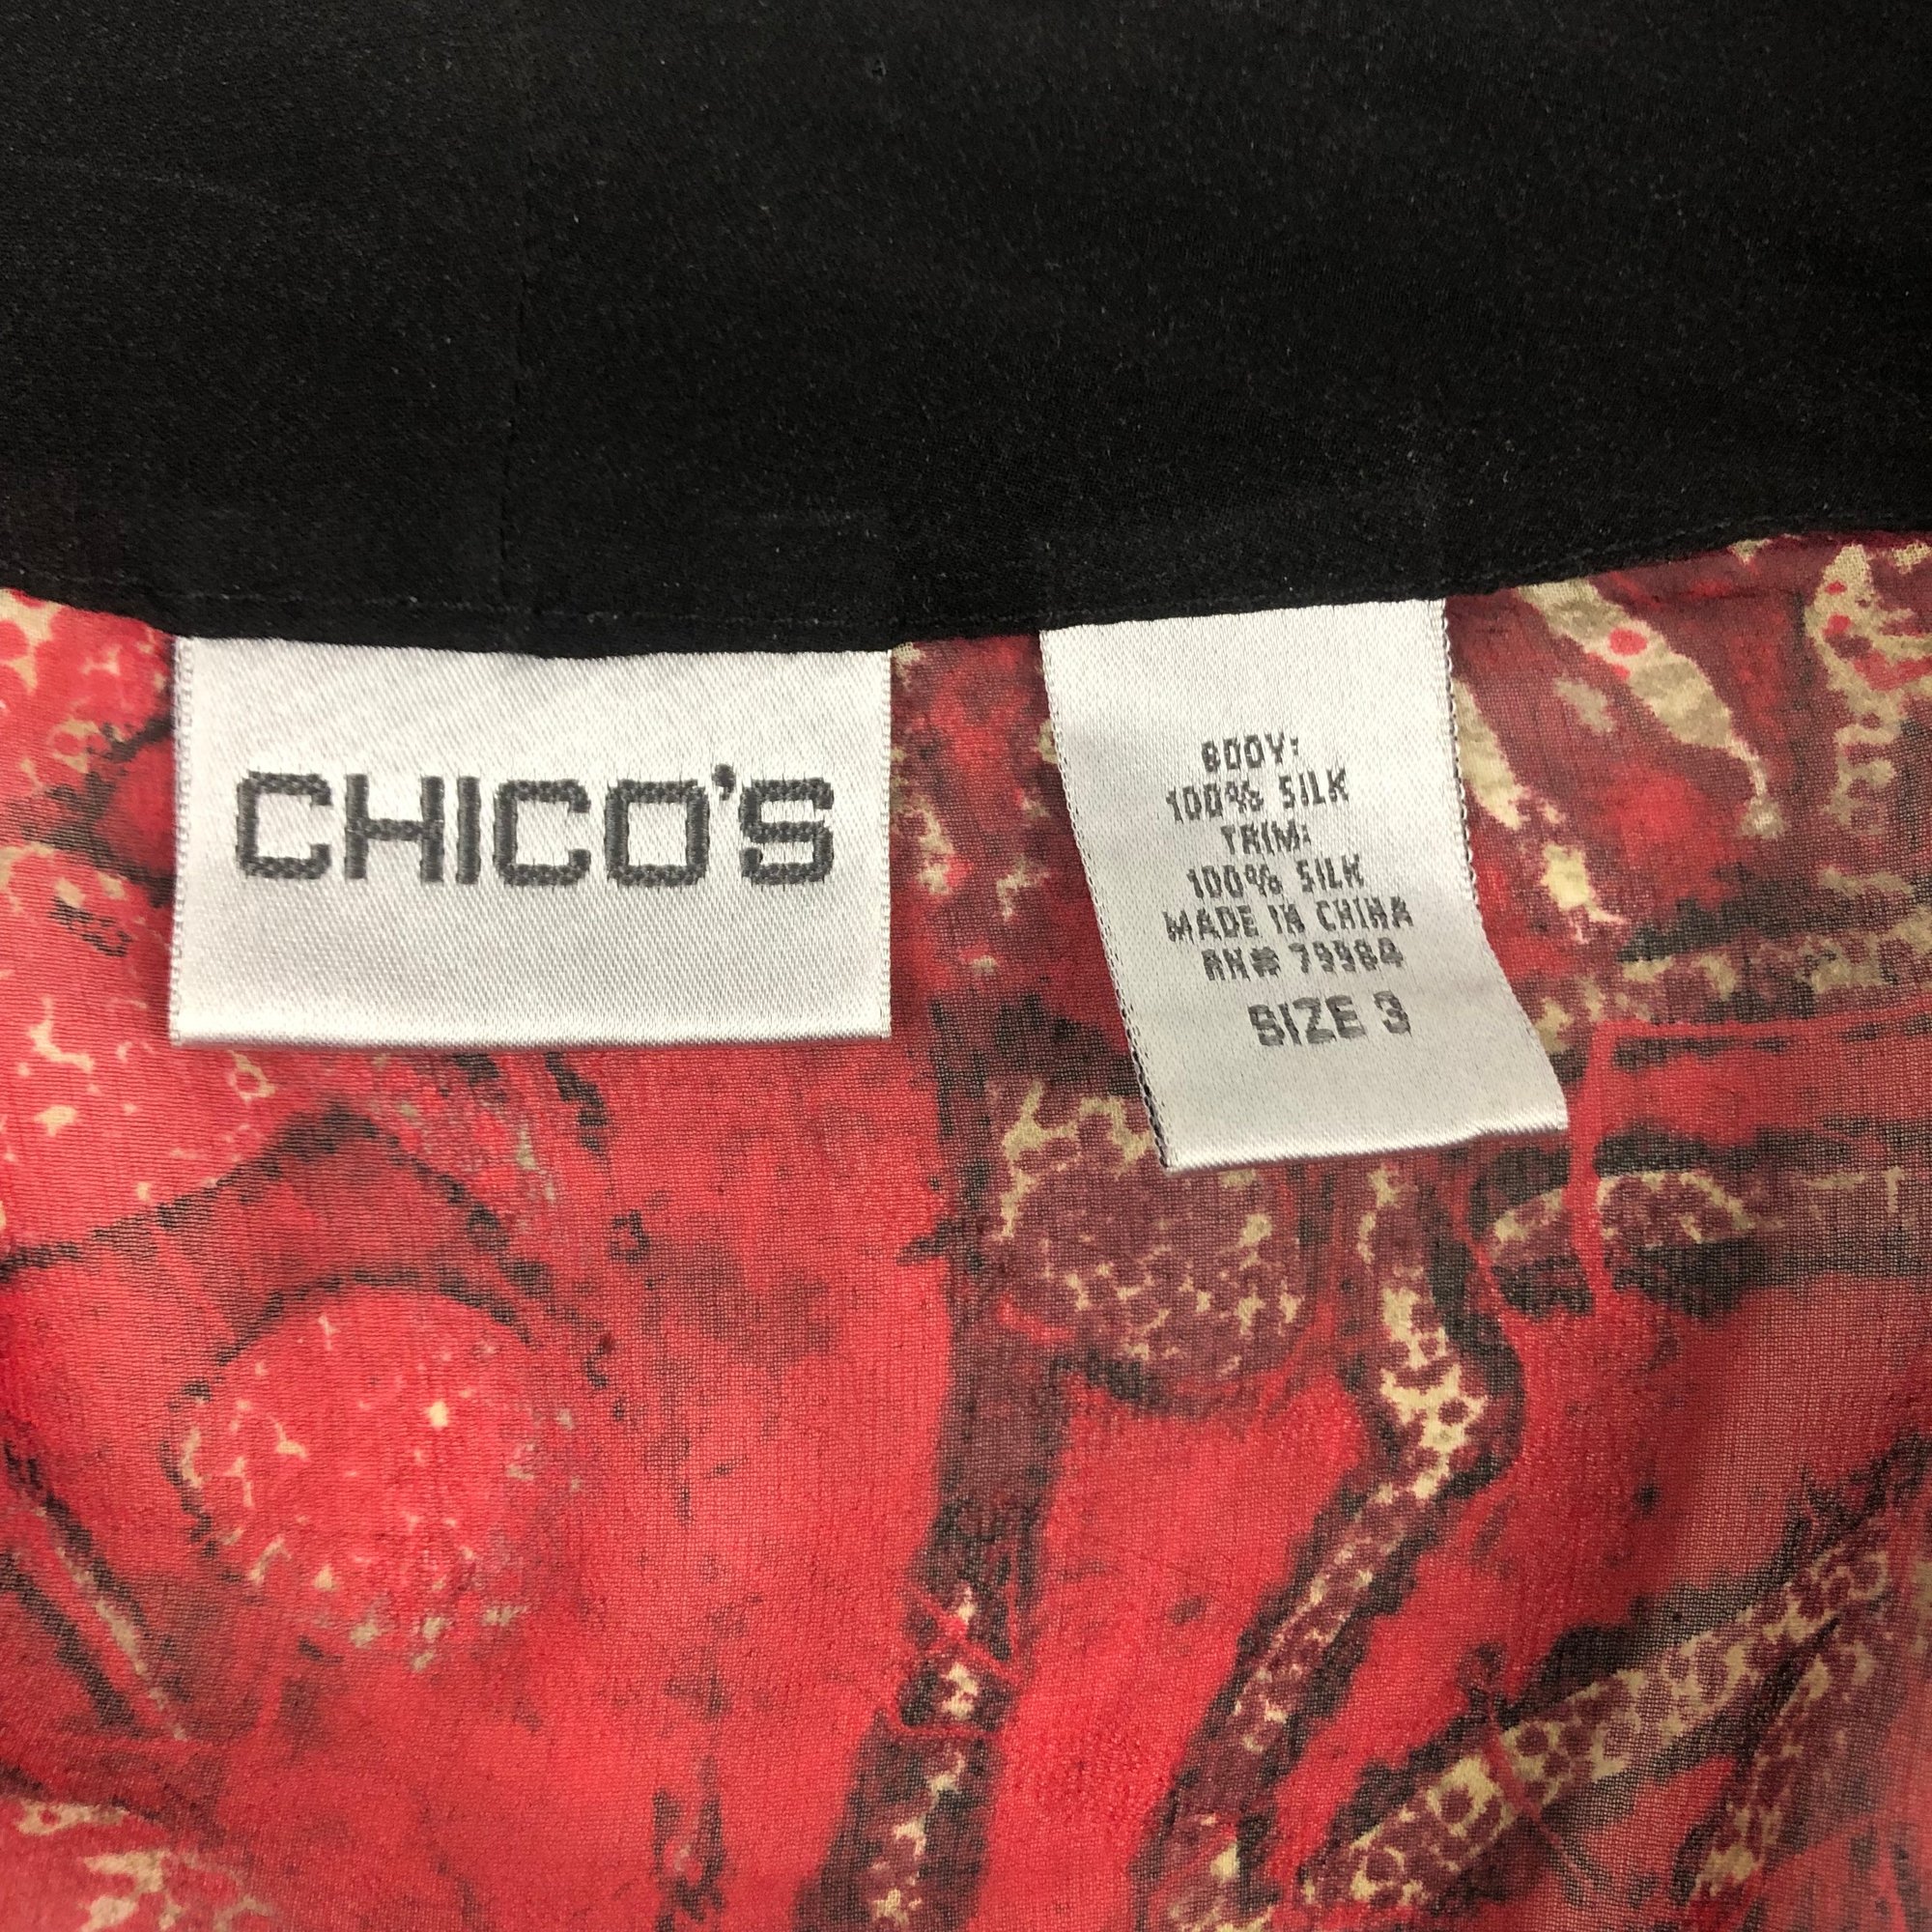 CHICO'S
BODY:
100% SILK
TRIM:
100% SILK
MADE IN CHINA
RN# 79984
SIZE 3